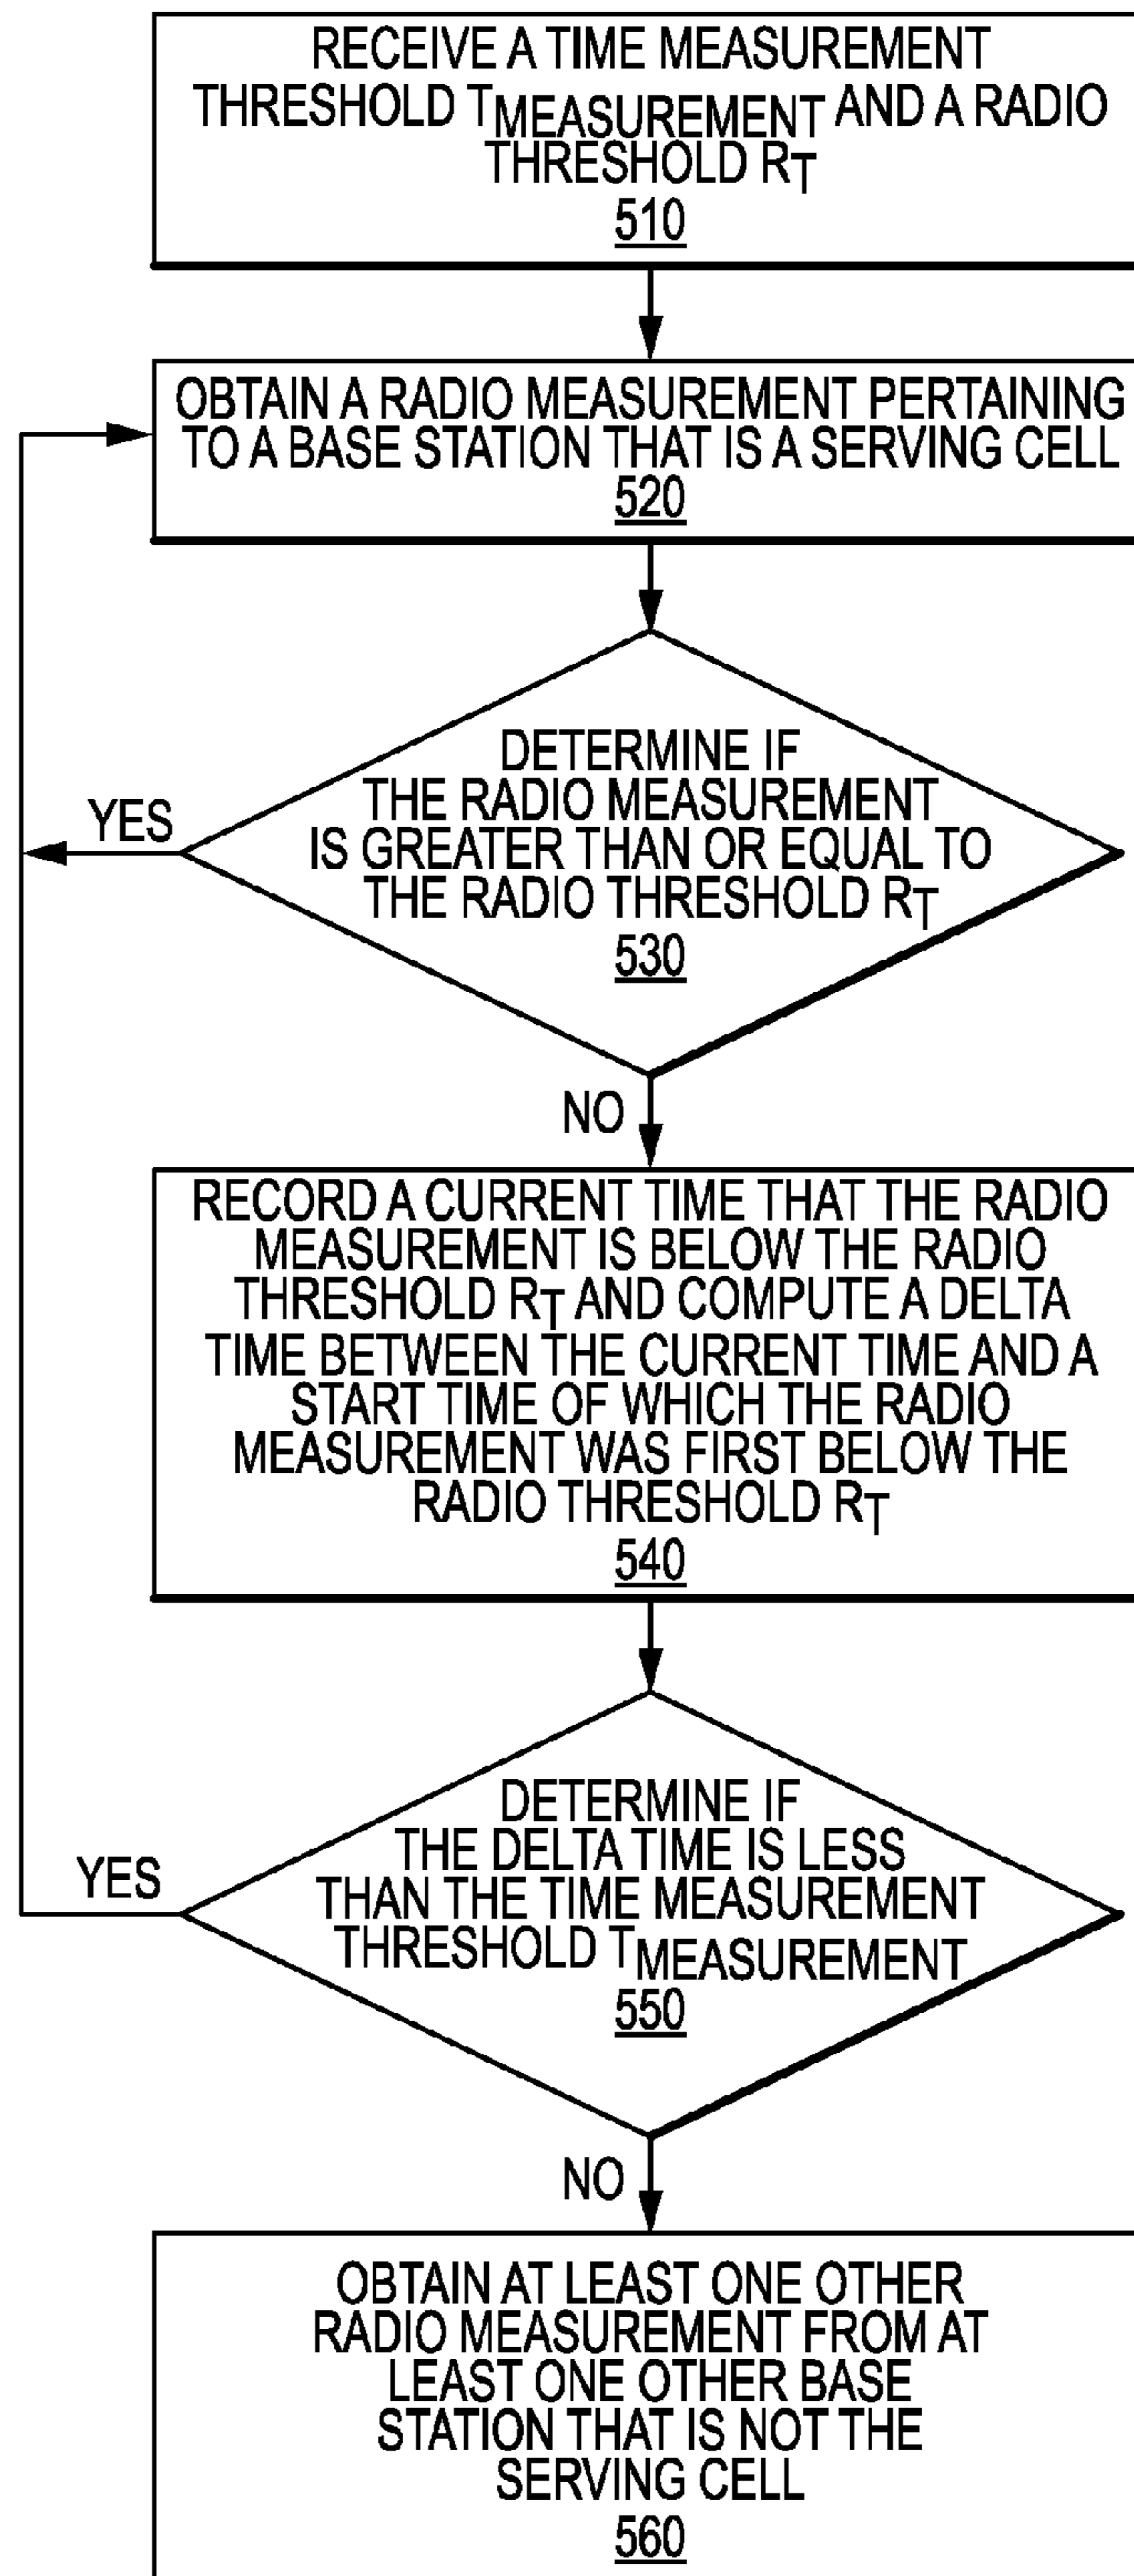 RECEIVE A TIME MEASUREMENT
THRESHOLD TMEASUREMENT AND A RADIO
THRESHOLD RT
510
OBTAIN A RADIO MEASUREMENT PERTAINING
TO A BASE STATION THAT IS A SERVING CELL
520
DETERMINE IF
THE RADIO MEASUREMENT
IS GREATER THAN OR EQUAL TO
THE RADIO THRESHOLD RT
530
YES
NO
RECORD A CURRENT TIME THAT THE RADIO
MEASUREMENT IS BELOW THE RADIO
THRESHOLD RT AND COMPUTE A DELTA
TIME BETWEEN THE CURRENT TIME AND A
START TIME OF WHICH THE RADIO
MEASUREMENT WAS FIRST BELOW THE
RADIO THRESHOLD RT
540
DETERMINE IF
THE DELTA TIME IS LESS
THAN THE TIME MEASUREMENT
THRESHOLD TMEASUREMENT
550
YES
NO
OBTAIN AT LEAST ONE OTHER
RADIO MEASUREMENT FROM AT
LEAST ONE OTHER BASE
STATION THAT IS NOT THE
SERVING CELL
560